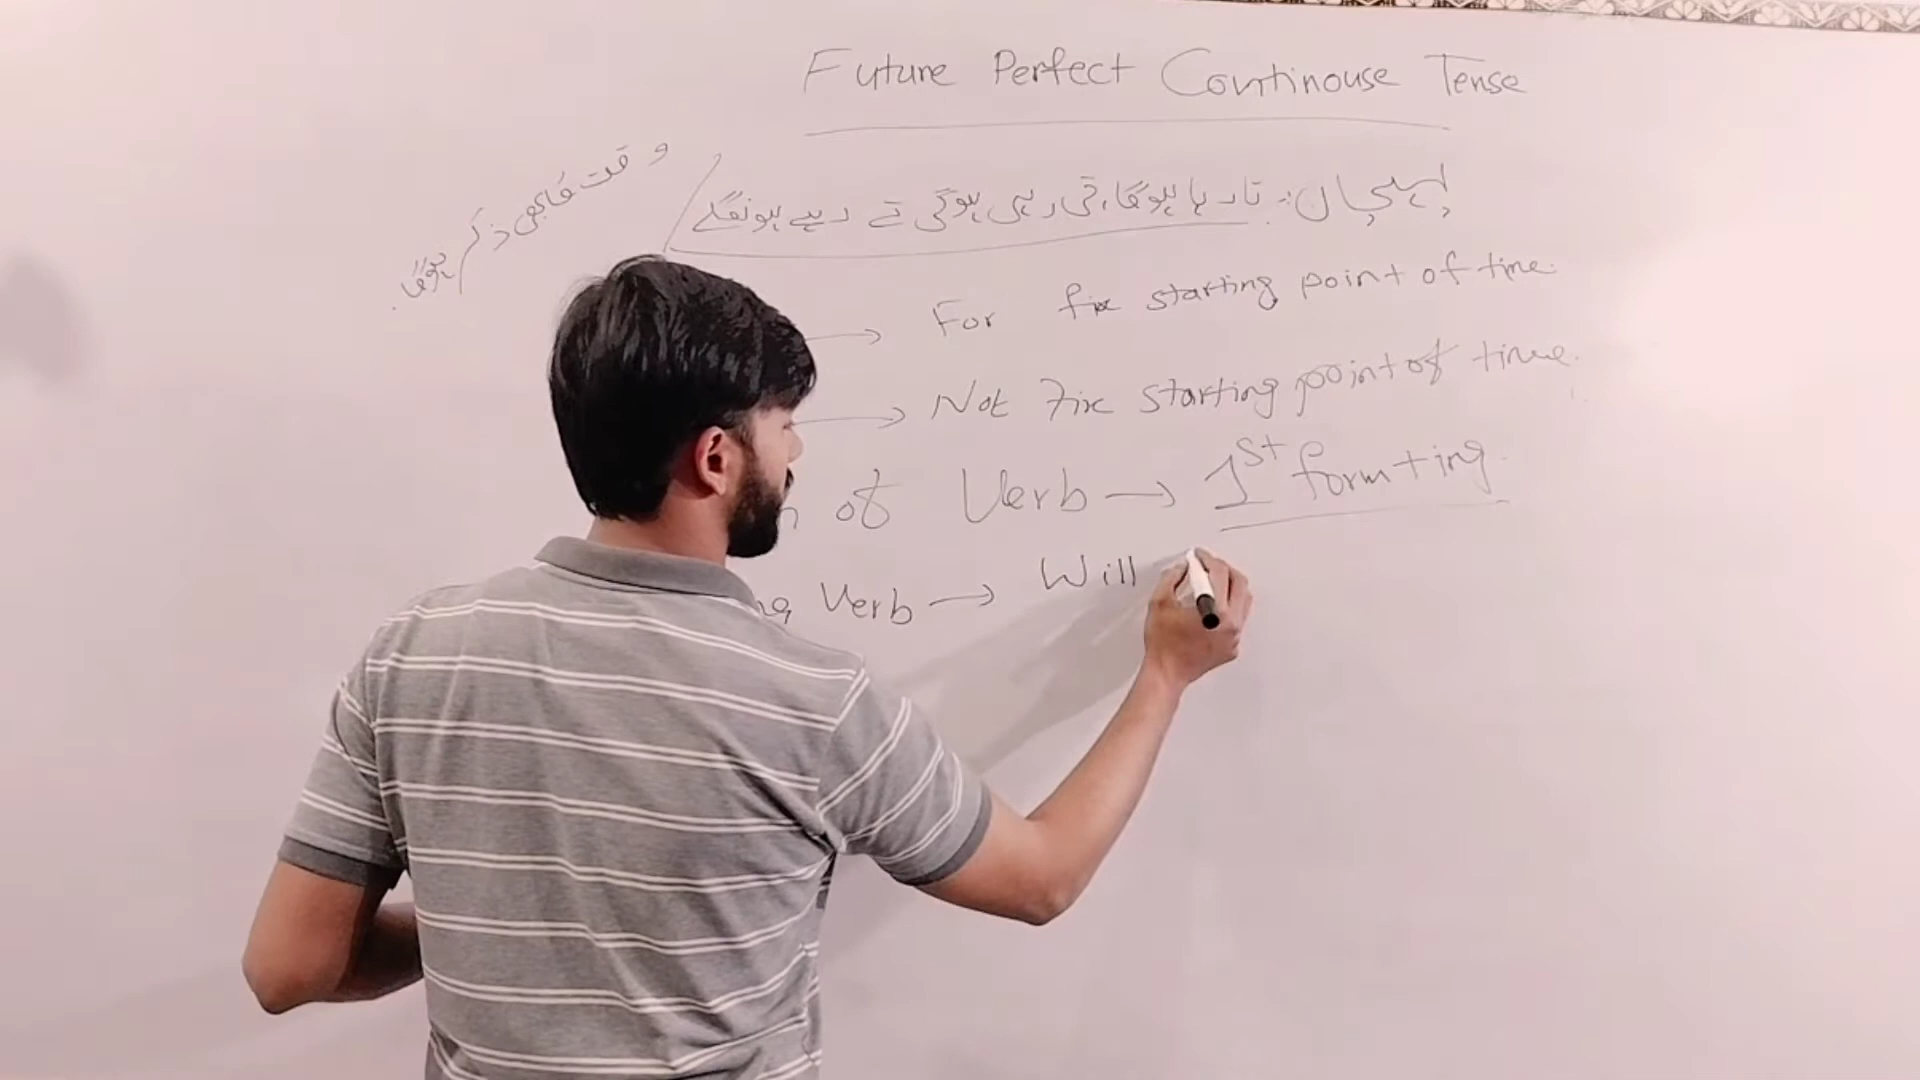 Future Perfect Continouse Tense
پہچان: تا رہا ہوگا، تی رہی ہوگی تے رہے ہونگے
وقت کا بھی ذکر ہوگا.
For fix starting point of time.
Not Fix starting point of time.
of Verb → 1st form + ing.
Verb → Will